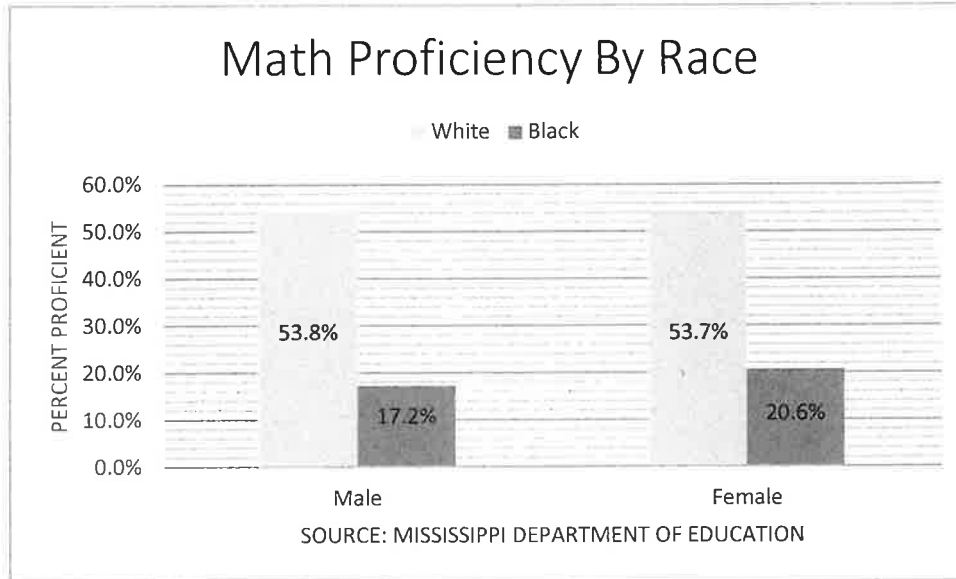 Math Proficiency By Race
White Black
PERCENT PROFICIENT
60.0%
50.0%
40.0%
30.0%
20.0%
10.0%
0.0%
53.8%
17.2%
53.7%
20.6%
Male Female
SOURCE: MISSISSIPPI DEPARTMENT OF EDUCATION